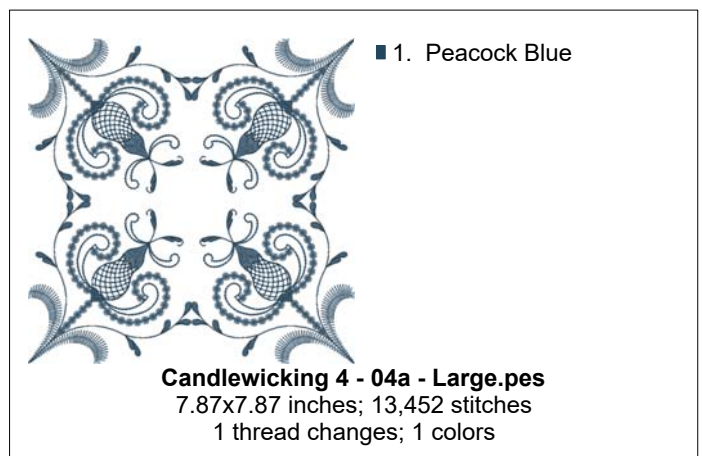 1. Peacock Blue
Candlewicking 4 - 04a - Large.pes
7.87x7.87 inches; 13,452 stitches
1 thread changes; 1 colors